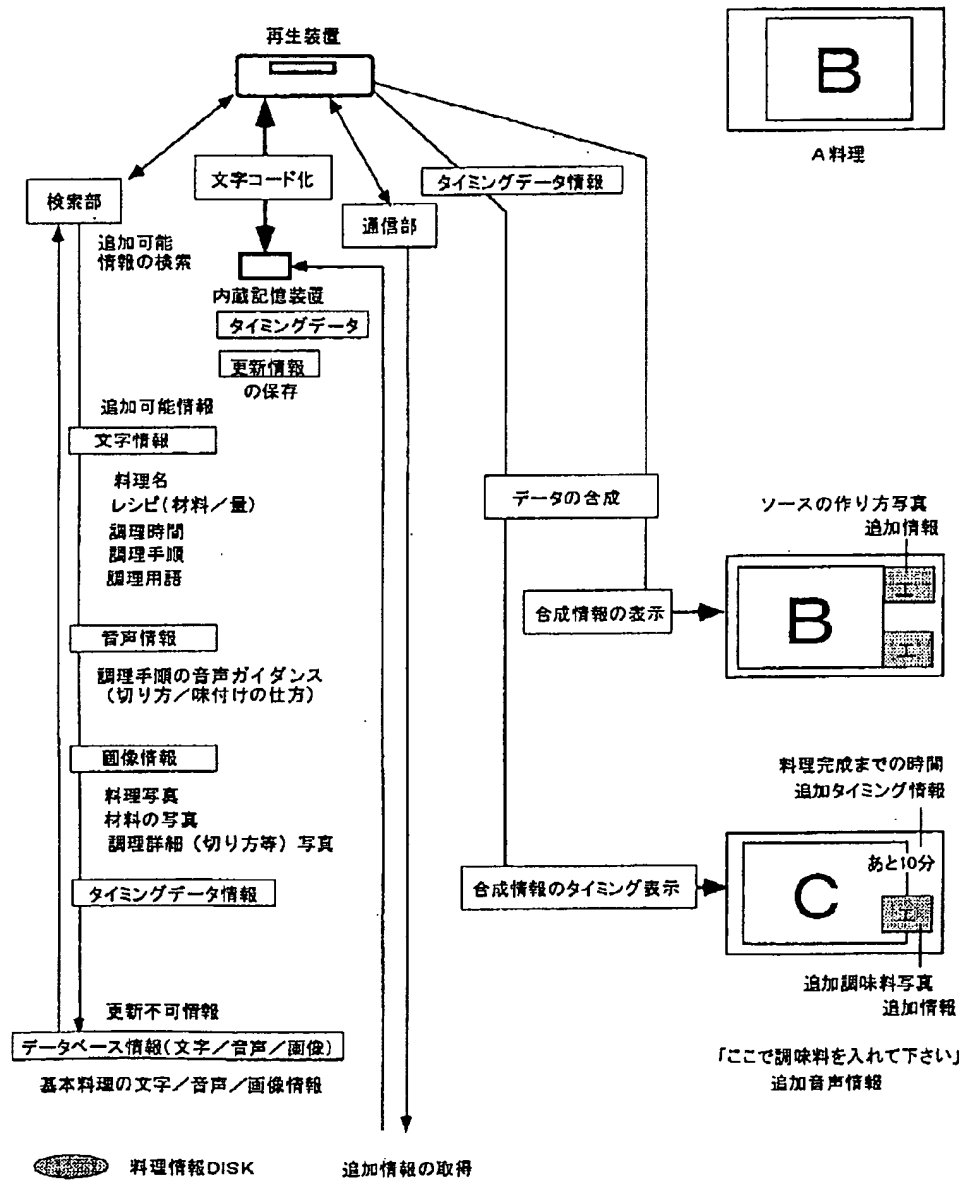 再生装置
B
A料理
文字コード化
タイミングデータ情報
検索部
通信部
追加可能
情報の検索
内蔵記憶装置
タイミングデータ
更新情報
の保存
追加可能情報
文字情報
料理名
レシピ(材料/量)
調理時間
調理手順
調理用語
データの合成
ソースの作り方写真
追加情報
合成情報の表示
B
エ
エ
音声情報
調理手順の音声ガイダンス
(切り方/味付けの仕方)
画像情報
料理写真
材料の写真
調理詳細(切り方等)写真
タイミングデータ情報
料理完成までの時間
追加タイミング情報
合成情報のタイミング表示
あと10分
C
エ
追加調味料写真
追加情報
更新不可情報
データベース情報(文字/音声/画像)
基本料理の文字/音声/画像情報
「ここで調味料を入れて下さい」
追加音声情報
料理情報DISK
追加情報の取得